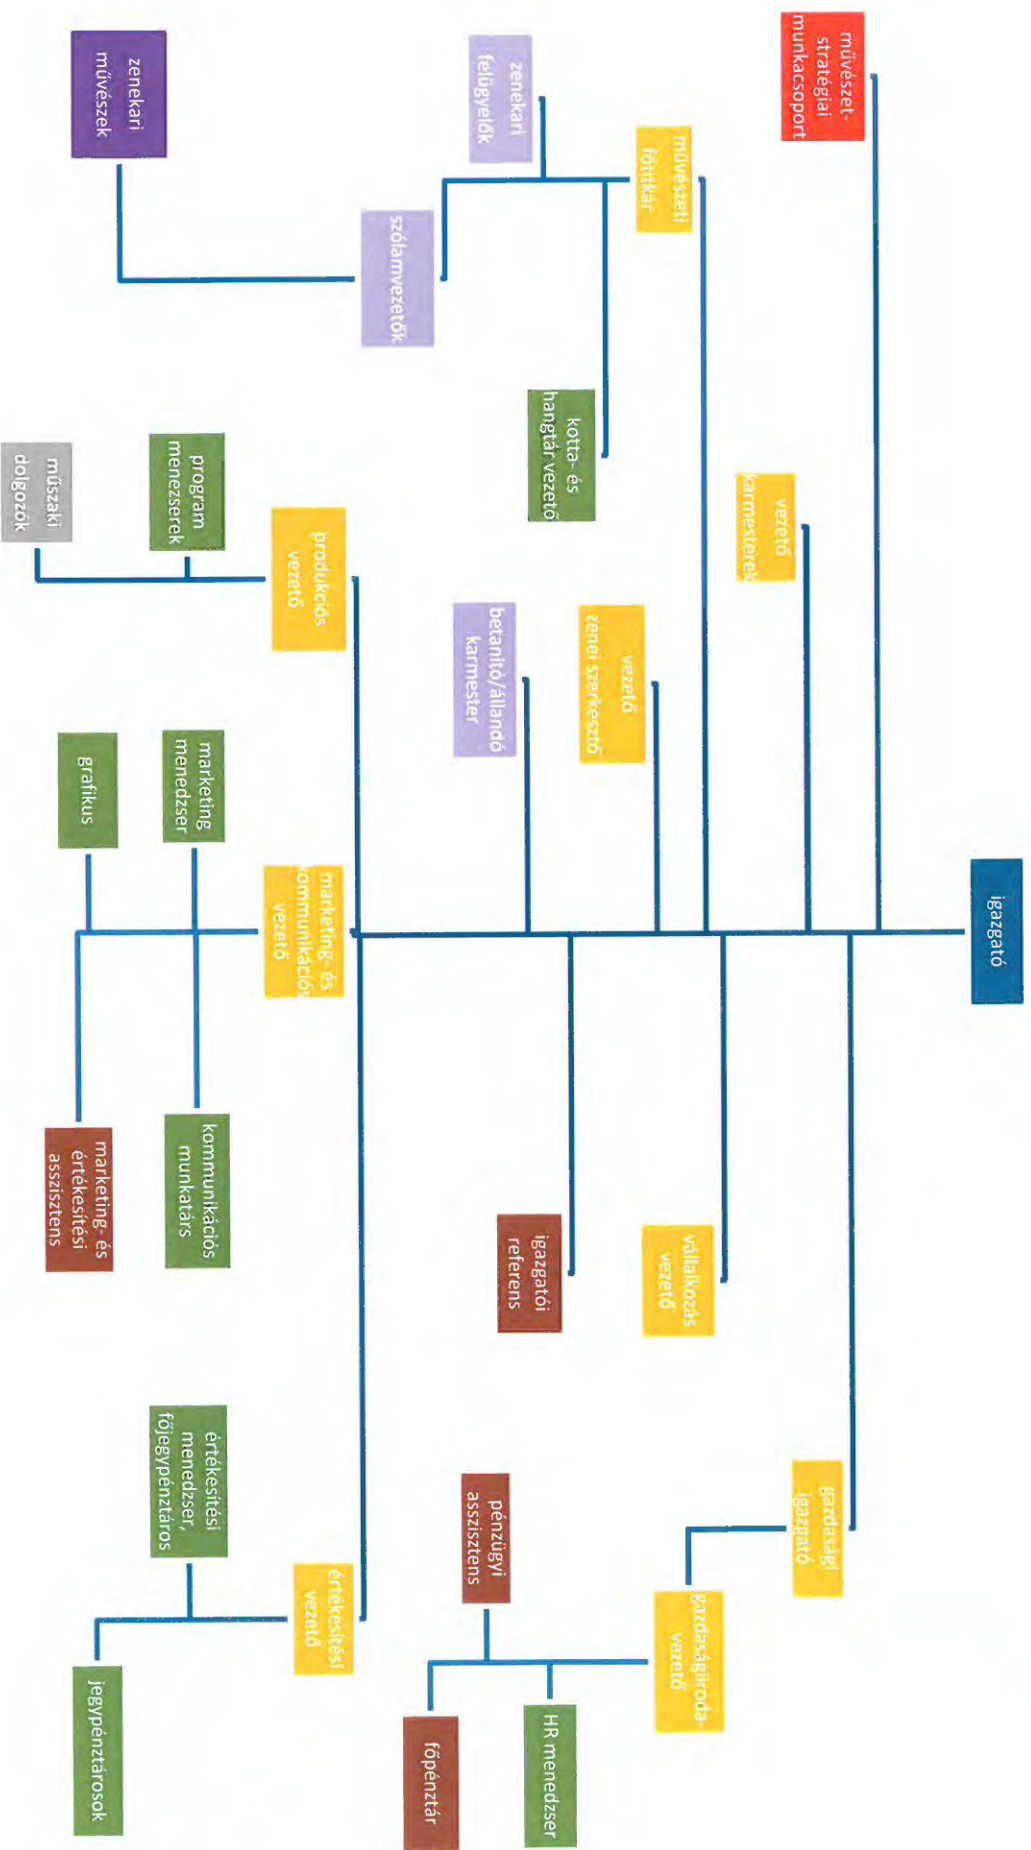 igazgató
művészet-
stratégiai
munkacsoport
gazdasági
igazgató
vezető
karmesterek
művészeti
főtitkár
vállalkozás
vezető
gazdaságiiroda-
vezető
vezető
zenei szerkesztő
zenekari
felügyelők
kotta- és
hangtár vezető
igazgatói
referens
HR menedzser
betanító/állandó
karmester
pénzügyi
asszisztens
főpénztár
szólamvezetők
produkciós
vezető
marketing- és
kommunikációs
vezető
értékesítési
vezető
zenekari
művészek
program
menezserek
marketing
menedzser
kommunikációs
munkatárs
értékesítési
menedzser,
főjegypénztáros
műszaki
dolgozók
grafikus
marketing- és
értékesítési
asszisztens
jegypénztárosok